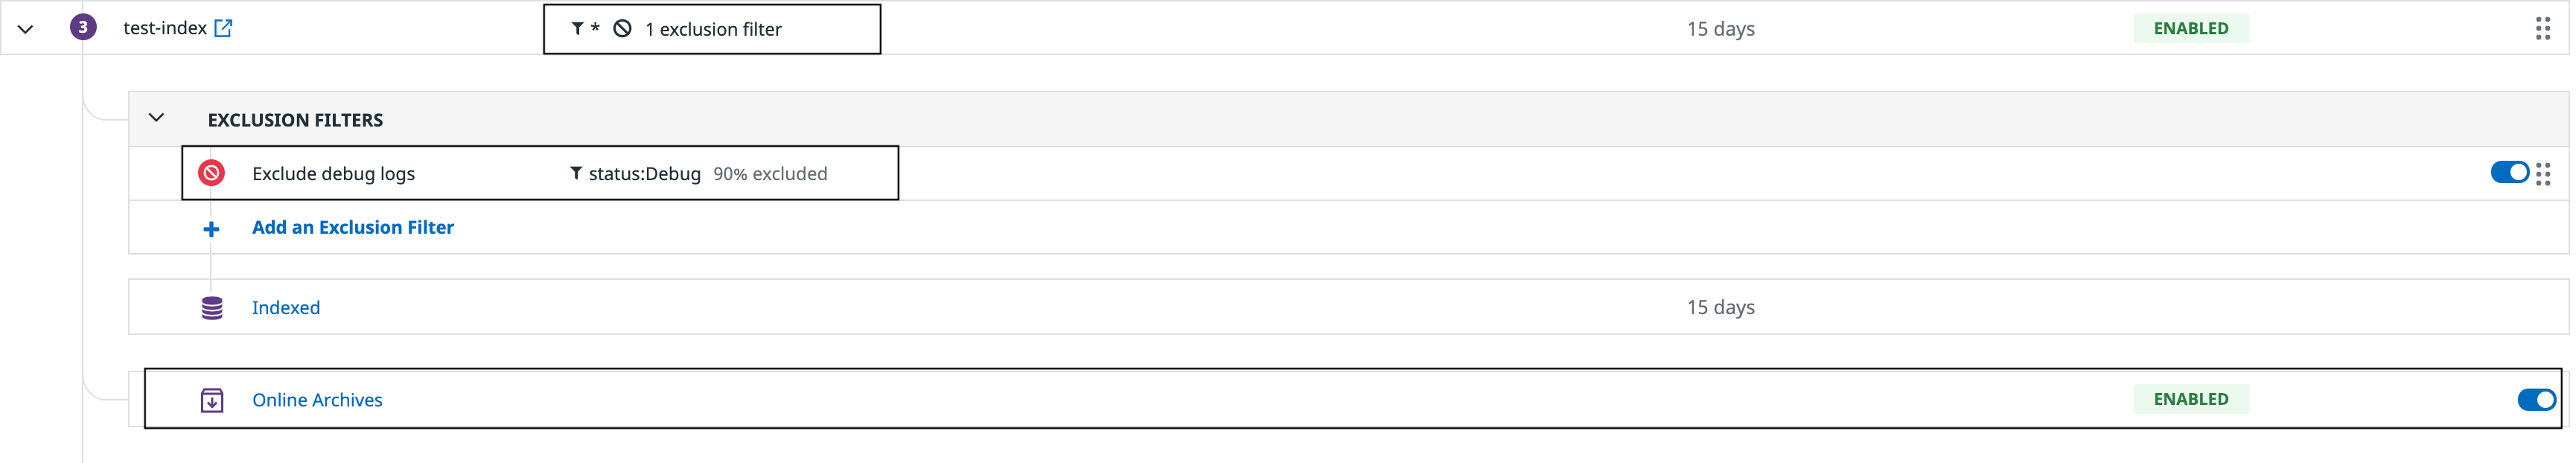 3 test-index * 1 exclusion filter 15 days ENABLED
EXCLUSION FILTERS
Exclude debug logs status:Debug 90% excluded
+ Add an Exclusion Filter
Indexed 15 days
Online Archives ENABLED